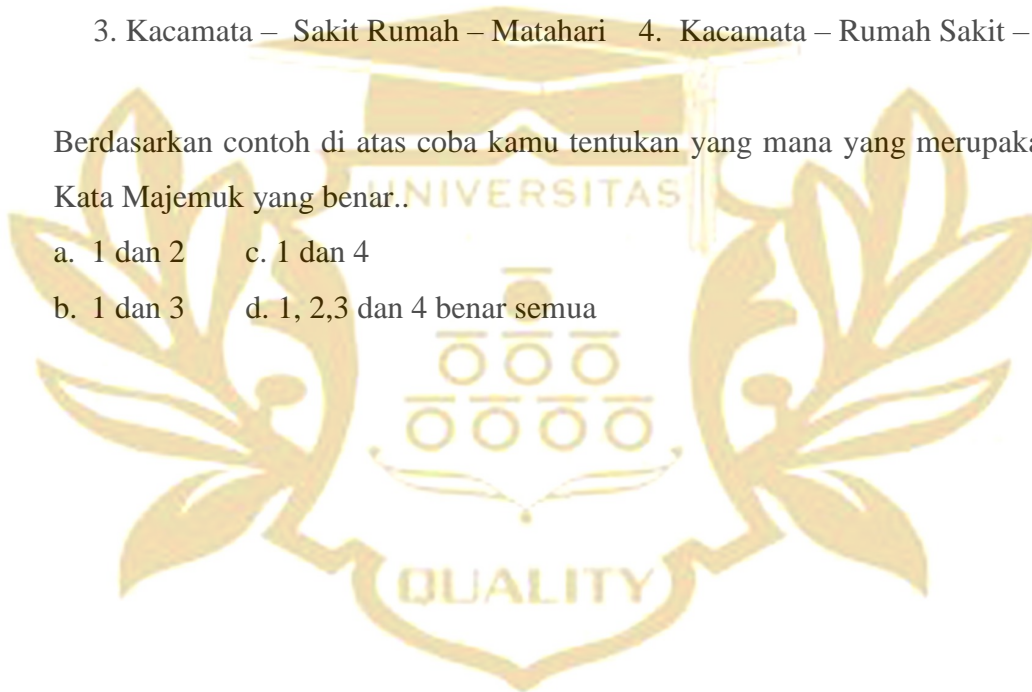 3. Kacamata – Sakit Rumah – Matahari 4. Kacamata – Rumah Sakit –
Berdasarkan contoh di atas coba kamu tentukan yang mana yang
Kata Majemuk yang benar..
UNIVERSITAS
a. 1 dan 2 c. 1 dan 4
b. 1 dan 3 d. 1, 2,3 dan 4 benar semua
QUALITY